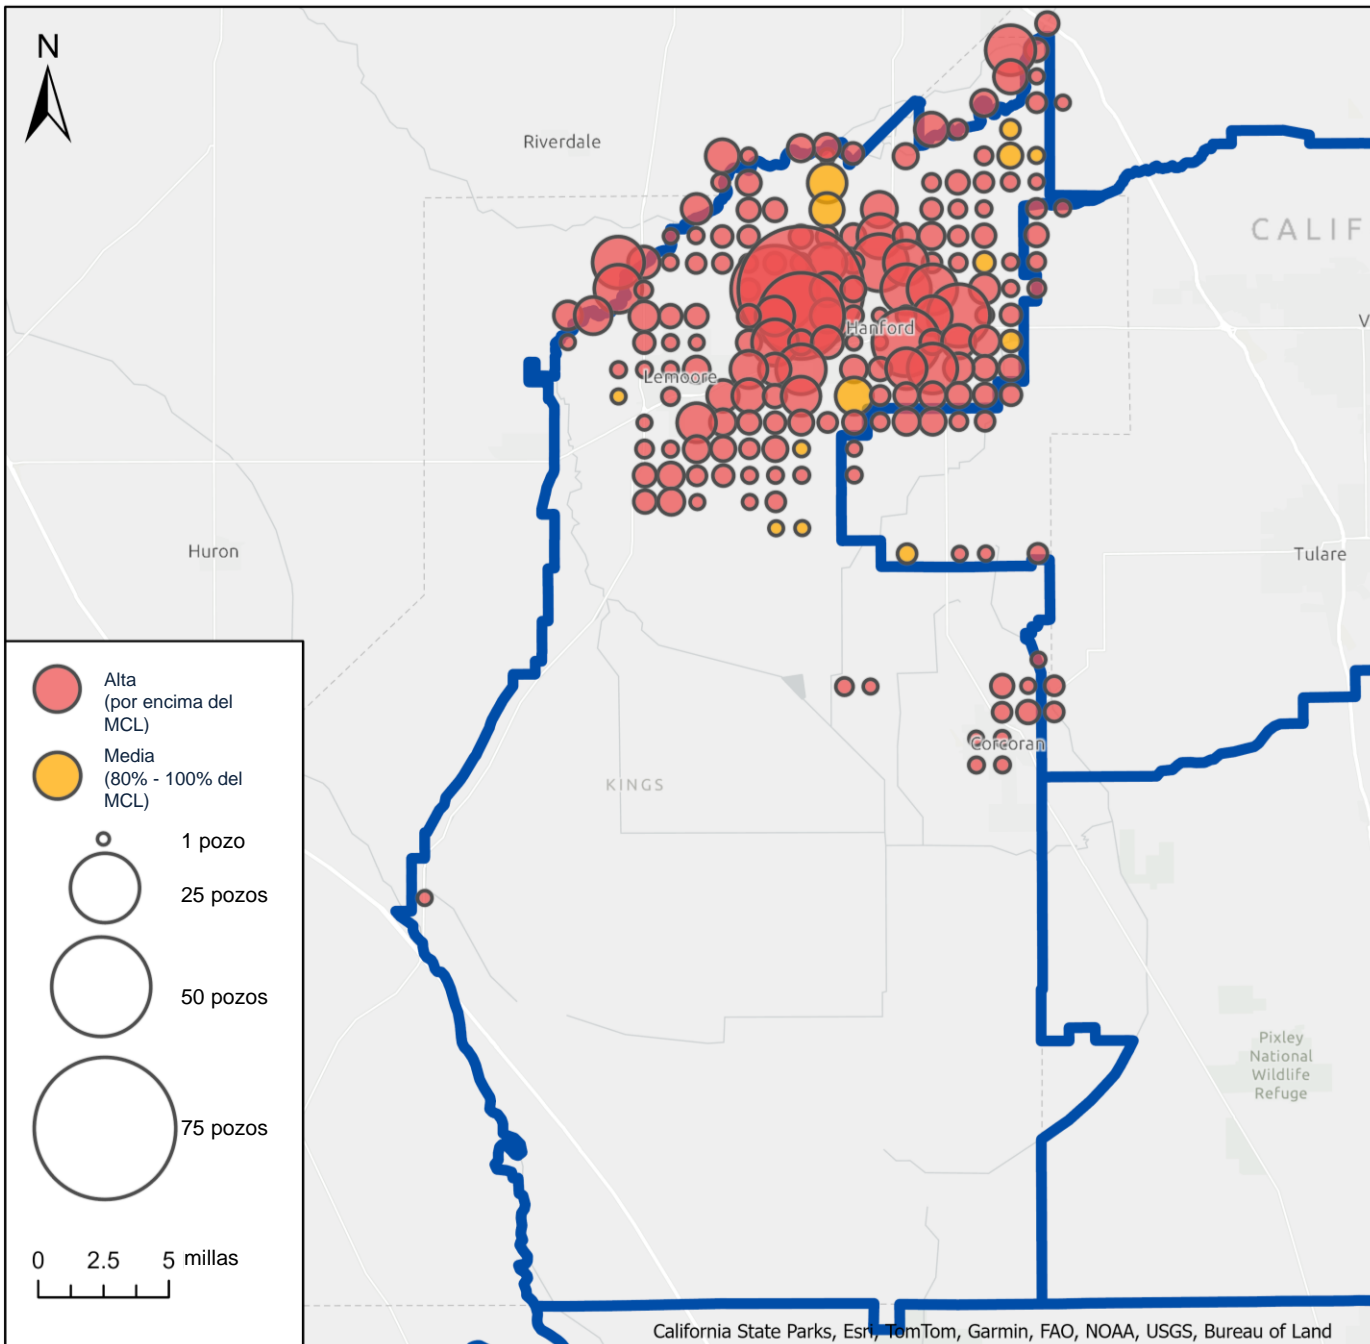 N
Riverdale
CALIF
V
Hanford
Lemoore
Huron
Tulare
Corcoran
KINGS
Pixley
National
Wildlife
Refuge
Alta
(por encima del
MCL)
Media
(80% - 100% del
MCL)
1 pozo
25 pozos
50 pozos
75 pozos
0 2.5 5 millas
California State Parks, Esri, TomTom, Garmin, FAO, NOAA, USGS, Bureau of Land